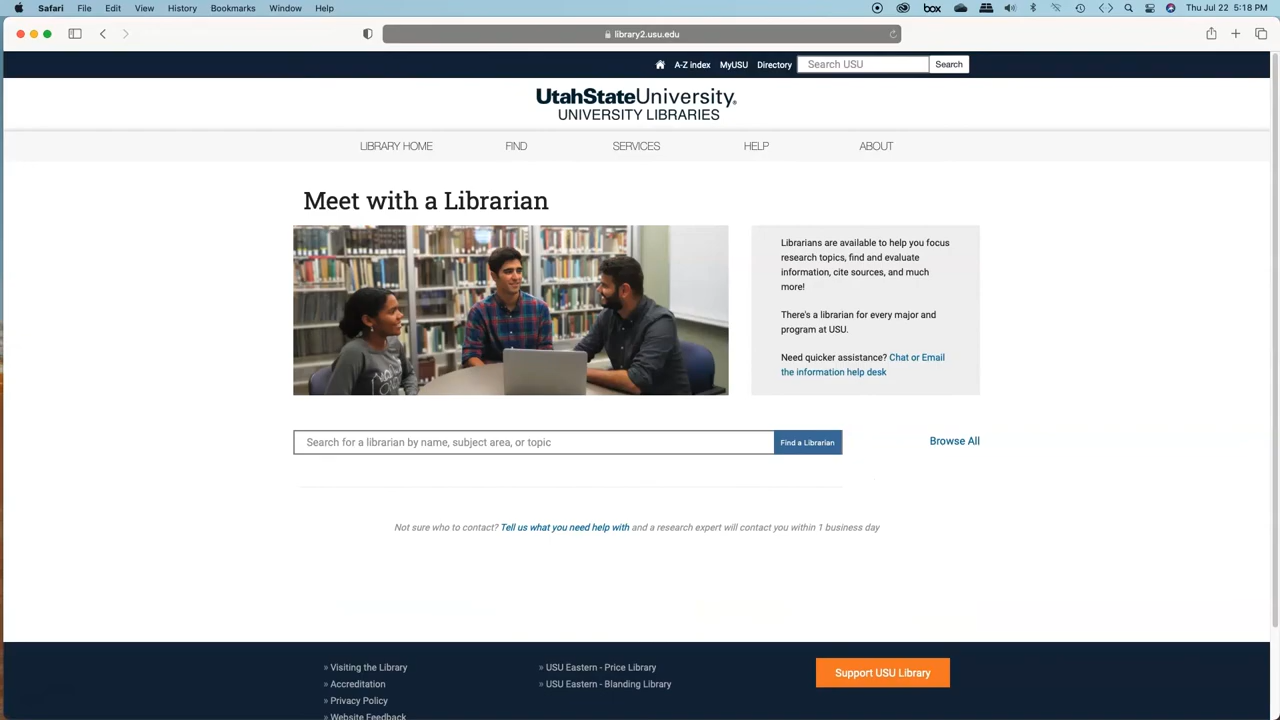 Safari File Edit View History Bookmarks Window Help box Thu Jul 22 5:18 PM
library2.usu.edu
A-Z index MyUSU Directory Search USU Search
UtahStateUniversity.
UNIVERSITY LIBRARIES
LIBRARY HOME FIND SERVICES HELP ABOUT
Meet with a Librarian
Librarians are available to help you focus
research topics, find and evaluate
information, cite sources, and much
more!
There's a librarian for every major and
program at USU.
Need quicker assistance? Chat or Email
the information help desk
Search for a librarian by name, subject area, or topic Find a Librarian Browse All
Not sure who to contact? Tell us what you need help with and a research expert will contact you within 1 business day
» Visiting the Library » USU Eastern - Price Library Support USU Library
» Accreditation » USU Eastern - Blanding Library
» Privacy Policy
» Website Feedback